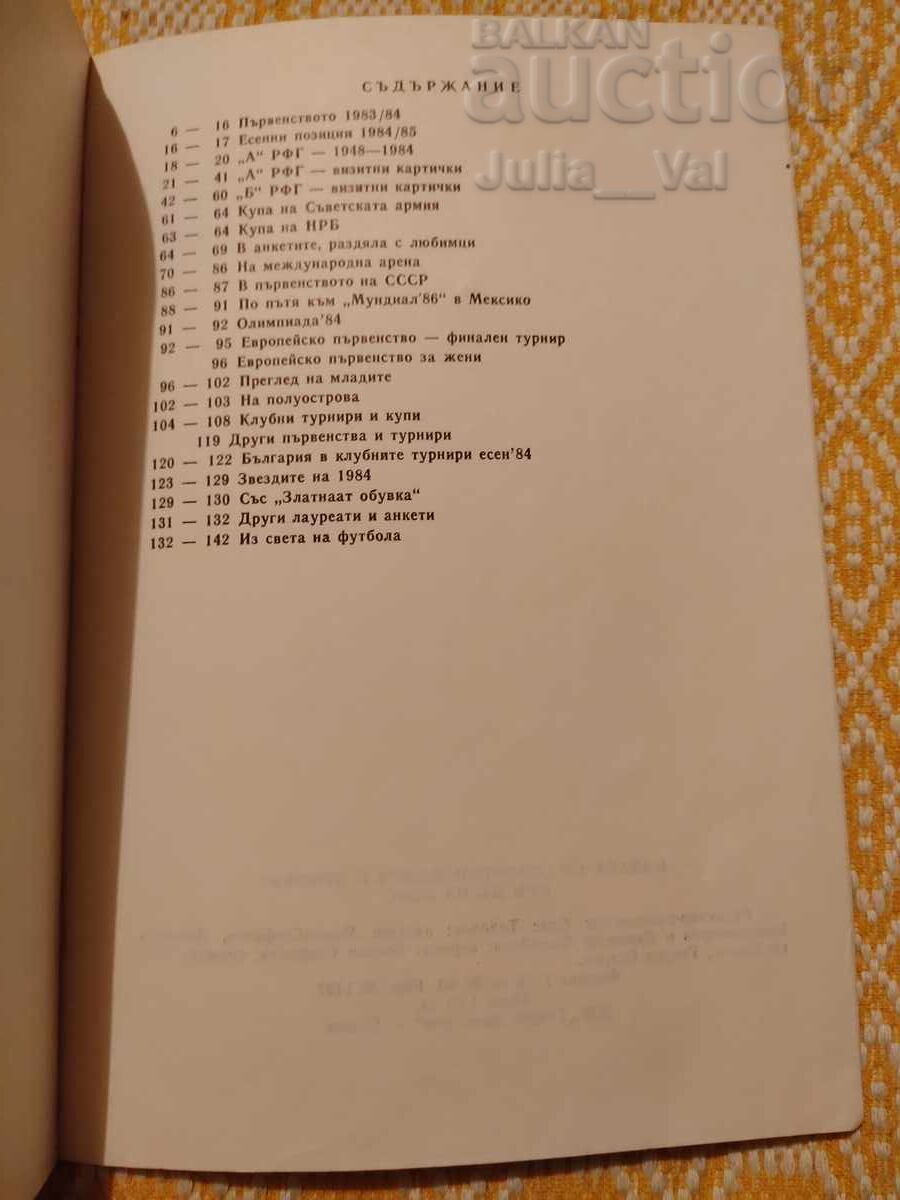 BALKAN
auction
Julia__Val
СЪДЪРЖАНИЕ
6 — 16 Първенството 1983/84
16 — 17 Есенни позиции 1984/85
18 — 20 „А“ РФГ — 1948—1984
21 — 41 „А“ РФГ — визитни картички
42 — 60 „Б“ РФГ — визитни картички
61 — 64 Купа на Съветската армия
63 — 64 Купа на НРБ
64 — 69 В анкетите, раздяла с любимци
70 — 86 На международна арена
86 — 87 В първенството на СССР
88 — 91 По пътя към „Мундиал'86“ в Мексико
91 — 92 Олимпиада'84
92 — 95 Европейско първенство — финален турнир
96 Европейско първенство за жени
96 — 102 Преглед на младите
102 — 103 На полуострова
104 — 108 Клубни турнири и купи
119 Други първенства и турнири
120 — 122 България в клубните турнири есен'84
123 — 129 Звездите на 1984
129 — 130 Със „Златнаат обувка“
131 — 132 Други лауреати и анкети
132 — 142 Из света на футбола